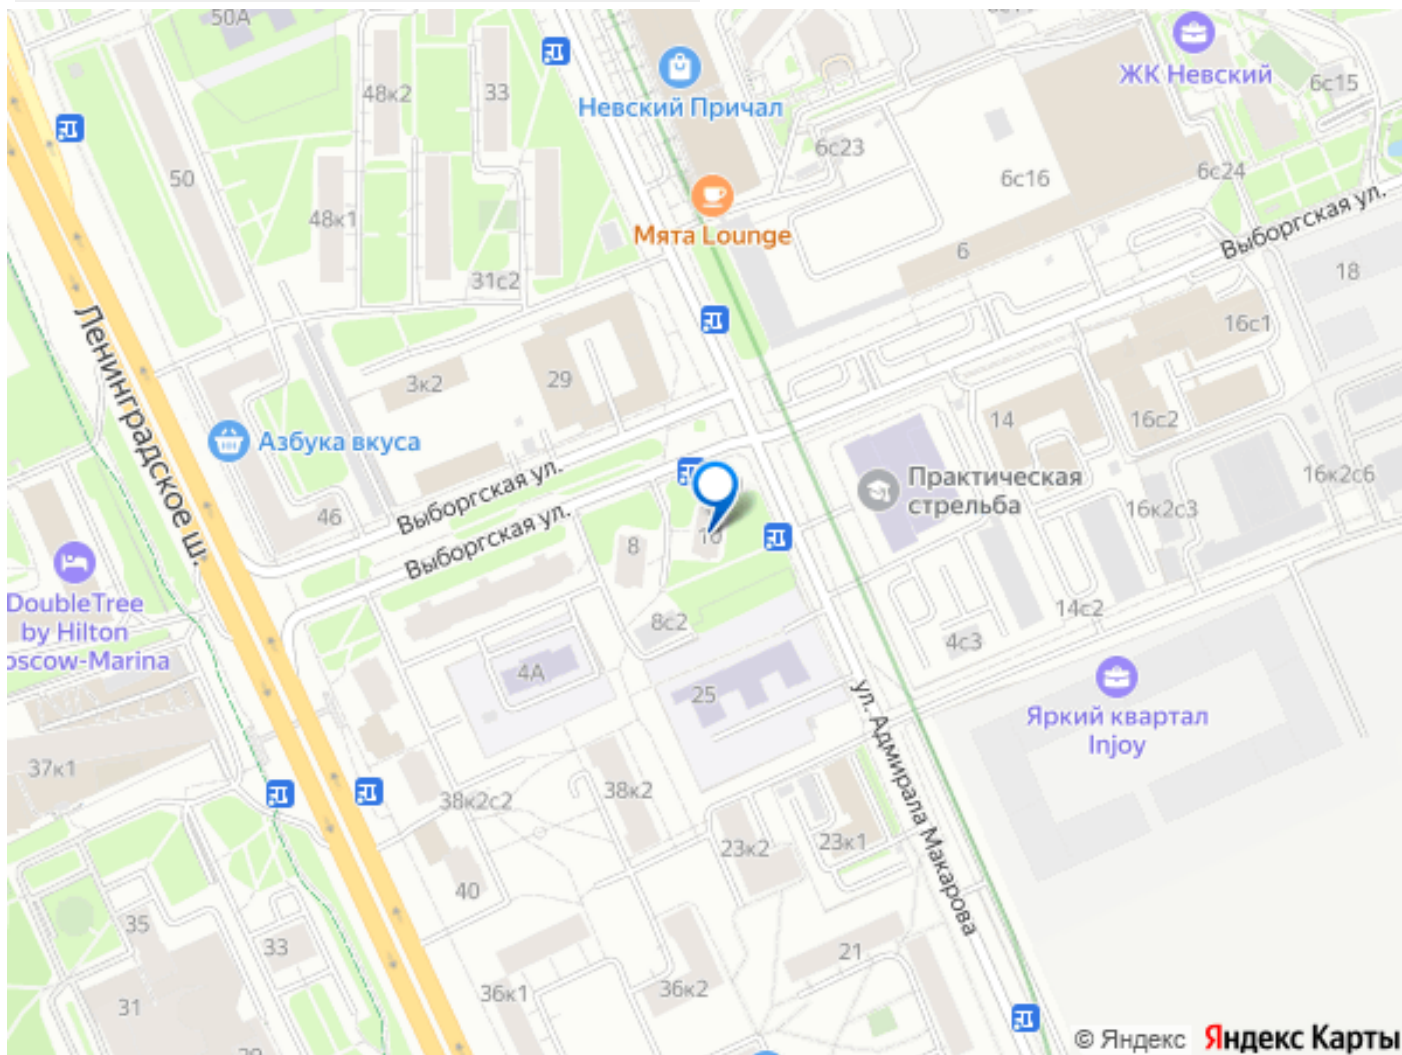 50А
48к2
33
Невский Причал
ЖК Невский
6с15
6с23
6с16
6с24
50
48к1
Мята Lounge
31с2
6
Выборгская ул.
18
16с1
Ленинградское ш.
3к2
29
14
16с2
Азбука вкуса
46
Выборгская ул.
Выборгская ул.
Практическая
стрельба
16к2с3
16к2с6
10
8
8с2
DoubleTree
by Hilton
oscow-Marina
4А
25
4с3
14с2
ул. Адмирала Макарова
Яркий квартал
Injoy
37к1
38к2с2
38к2
23к2
23к1
40
35
33
31
21
36к1
36к2
© Яндекс Яндекс Карты